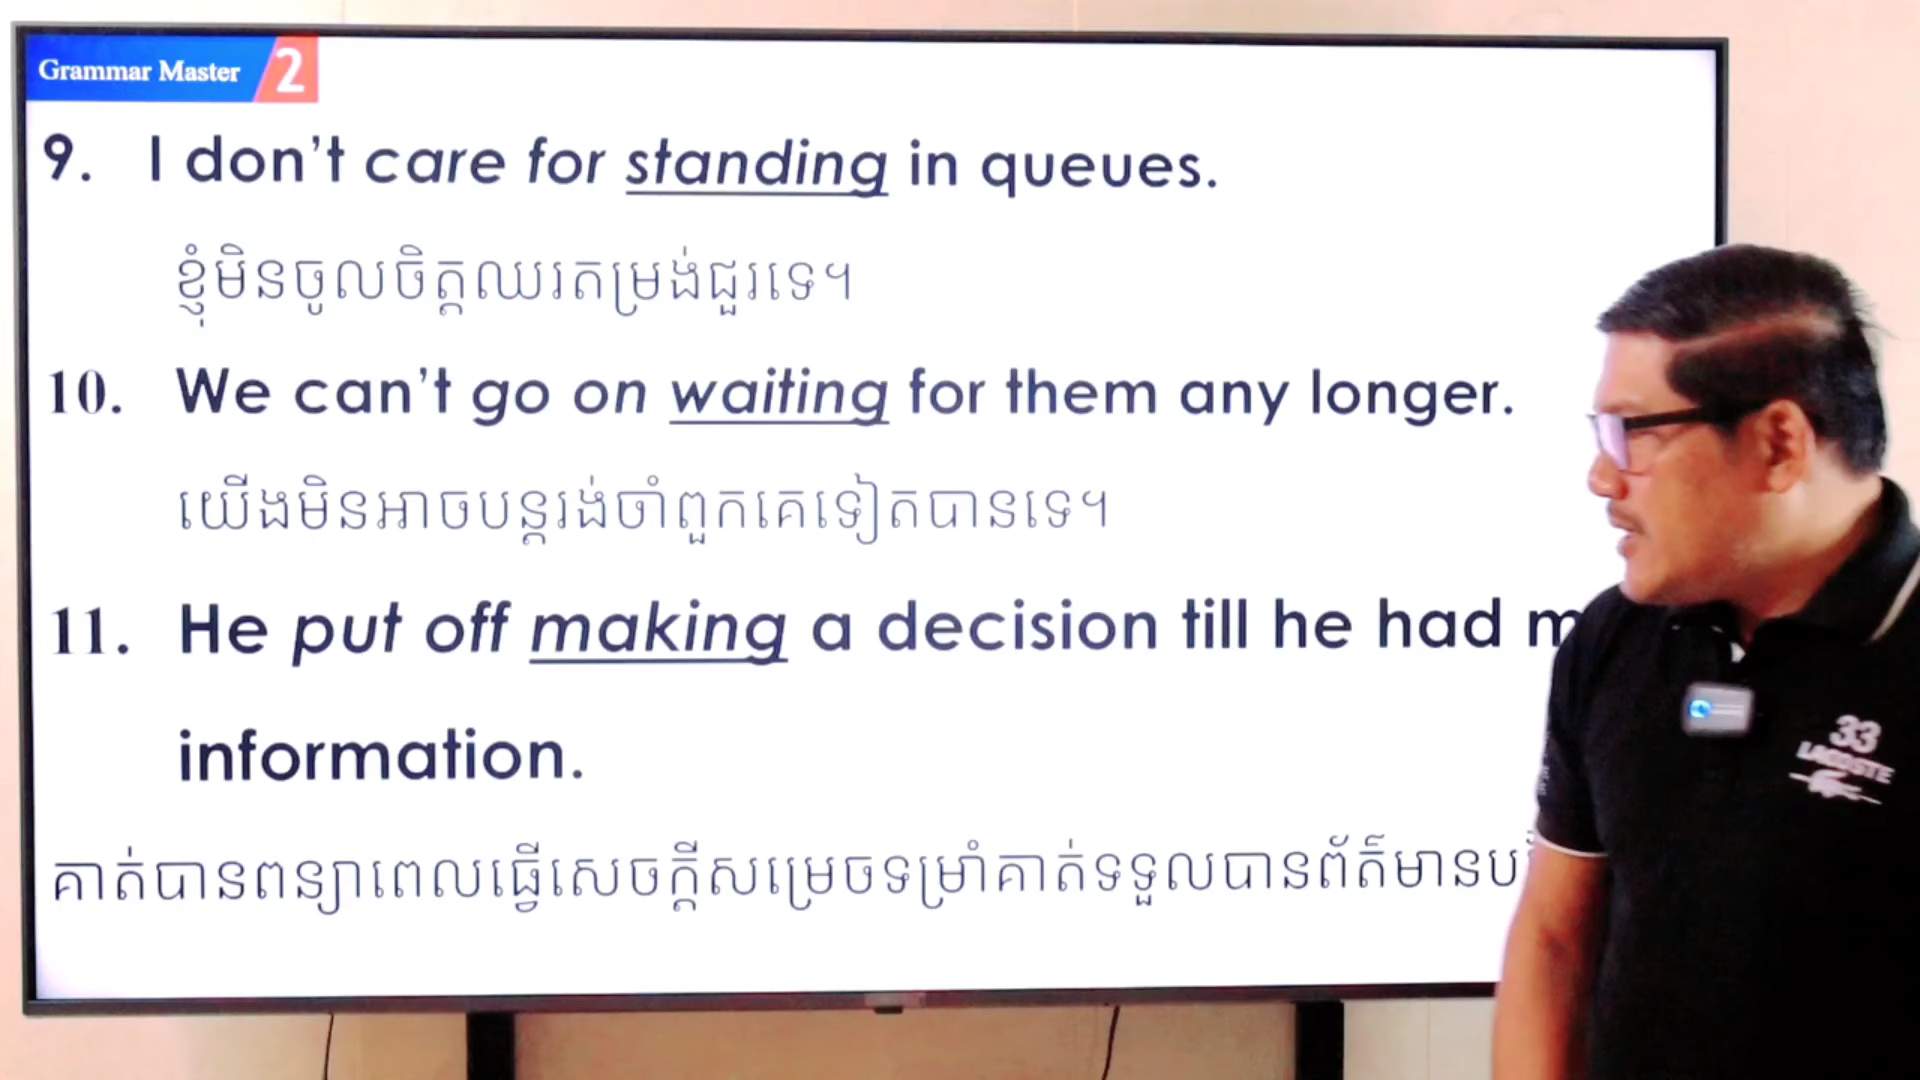 Grammar Master 2
9. I don't care for standing in queues.
ខ្ញុំមិនចូលចិត្តឈរតម្រង់ជួរទេ។
10. We can't go on waiting for them any longer.
យើងមិនអាចបន្តរង់ចាំពួកគេទៀតបានទេ។
11. He put off making a decision till he had
information.
គាត់បានពន្យាពេលធ្វើសេចក្ដីសម្រេចទម្រាំគាត់ទទួលបានព័ត៌មាន
33
LACOSTE